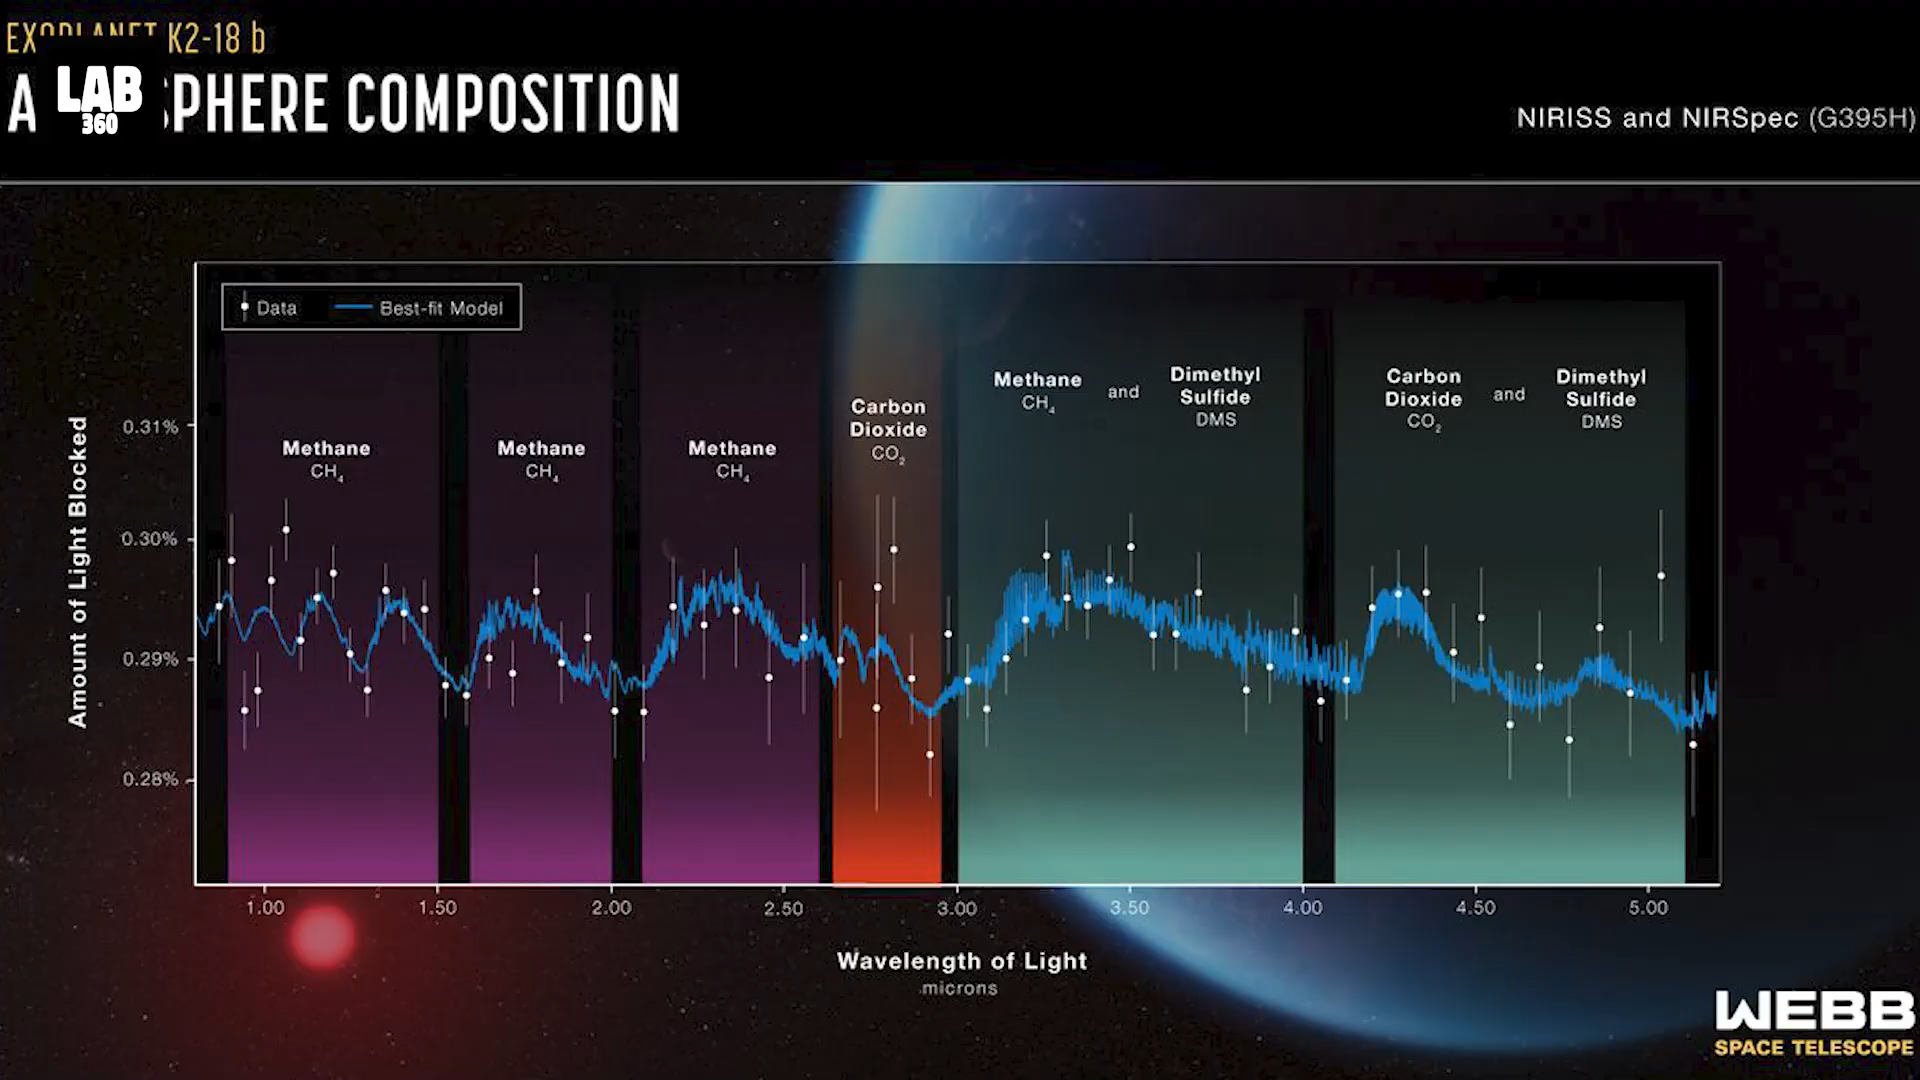 K2-18 b
LAB
360
COMPOSITION
NIRISS and NIRSpec (G395H)
Data
Best-fit Model
Methane
CH₄
Methane
CH₄
Methane
CH₄
Carbon
Dioxide
CO₂
Methane
CH₄
and
Dimethyl
Sulfide
DMS
Carbon
Dioxide
CO₂
and
Dimethyl
Sulfide
DMS
Amount of Light Blocked
0.31%
0.30%
0.29%
0.28%
1.00
1.50
2.00
2.50
3.00
3.50
4.00
4.50
5.00
Wavelength of Light
microns
WEBB
SPACE TELESCOPE